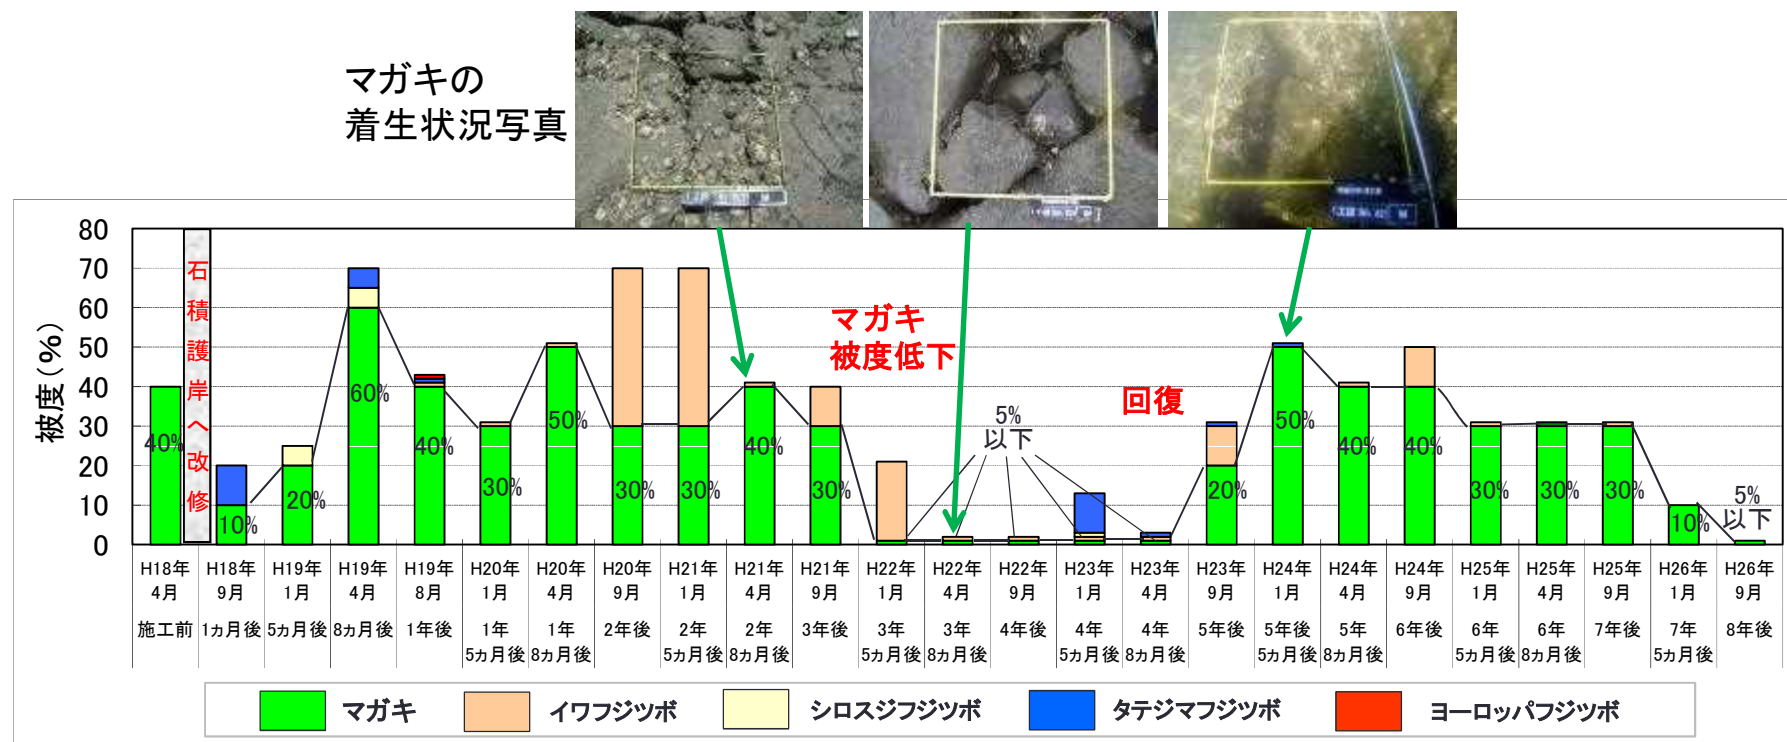 マガキの
着生状況写真
被度(%)
80
70
60
50
40
30
20
10
0
石積護岸へ改修
マガキ
被度低下
回復
5%
以下
5%
以下
40%
10%
20%
60%
40%
30%
50%
30%
30%
40%
30%
20%
50%
40%
40%
30%
30%
30%
10%
H18年 H18年 H19年 H19年 H19年 H20年 H20年 H20年 H21年 H21年 H21年 H22年 H22年 H22年 H23年 H23年 H23年 H24年 H24年 H24年 H25年 H25年 H25年 H26年 H26年
4月 9月 1月 4月 8月 1月 4月 9月 1月 4月 9月 1月 4月 9月 1月 4月 9月 1月 4月 9月 1月 4月 9月 1月 9月
施工前 1ヵ月後 5ヵ月後 8ヵ月後 1年後 1年 1年 2年後 2年 2年 3年後 3年 3年 4年後 4年 4年 5年後 5年後 5年 6年後 6年 6年 7年後 7年 8年後
5ヵ月後 8ヵ月後 5ヵ月後 8ヵ月後 5ヵ月後 8ヵ月後 5ヵ月後 8ヵ月後 5ヵ月後 8ヵ月後 5ヵ月後 8ヵ月後 5ヵ月後
マガキ イワフジツボ シロスジフジツボ タテジマフジツボ ヨーロッパフジツボ